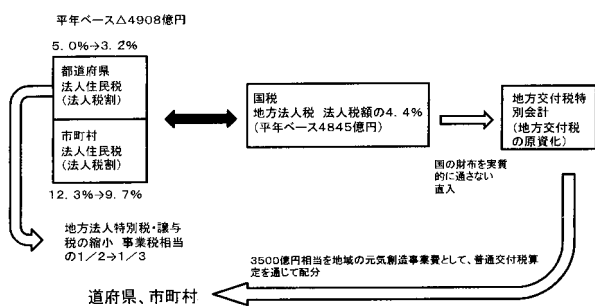 平年ベース△4908億円
5.0%→3.2%
都道府県
法人住民税
(法人税割)
市町村
法人住民税
(法人税割)
12.3%→9.7%
国税
地方法人税 法人税額の4.4%
(平年ベース4845億円)
地方交付税特
別会計
(地方交付税
の原資化)
国の財布を実質
的に通さない
直入
地方法人特別税・譲与
税の縮小 事業税相当
の1/2→1/3
3500億円相当を地域の元気創造事業費として、普通交付税算
定を通じて配分
道府県、市町村